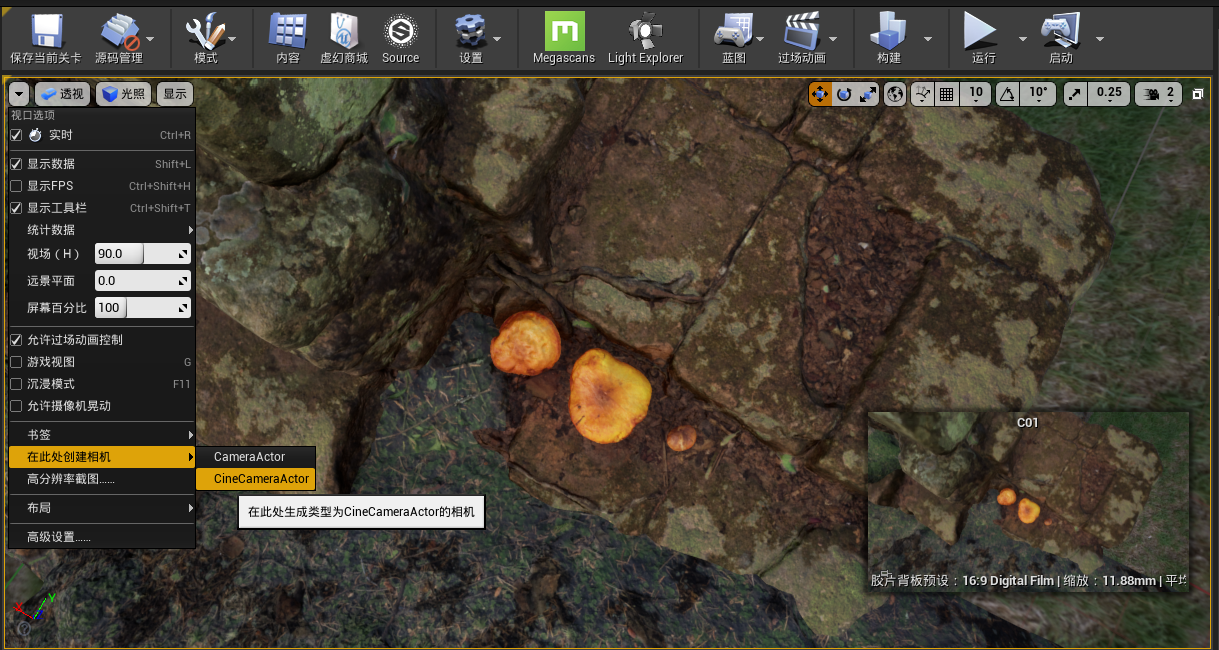 保存当前关卡
源码管理
模式
内容
虚幻商城
Source
设置
Megascans
Light Explorer
蓝图
过场动画
构建
运行
启动
透视
光照
显示
10
10°
0.25
2
视口选项
实时 Ctrl+R
显示数据 Shift+L
显示FPS Ctrl+Shift+H
显示工具栏 Ctrl+Shift+T
统计数据
视场（H） 90.0
远景平面 0.0
屏幕百分比 100
允许过场动画控制
游戏视图 G
沉浸模式 F11
允许摄像机晃动
书签
在此处创建相机
高分辨率截图......
布局
高级设置......
CameraActor
CineCameraActor
在此处生成类型为CineCameraActor的相机
C01
胶片背板预设：16:9 Digital Film | 缩放：11.88mm | 平
X
Y